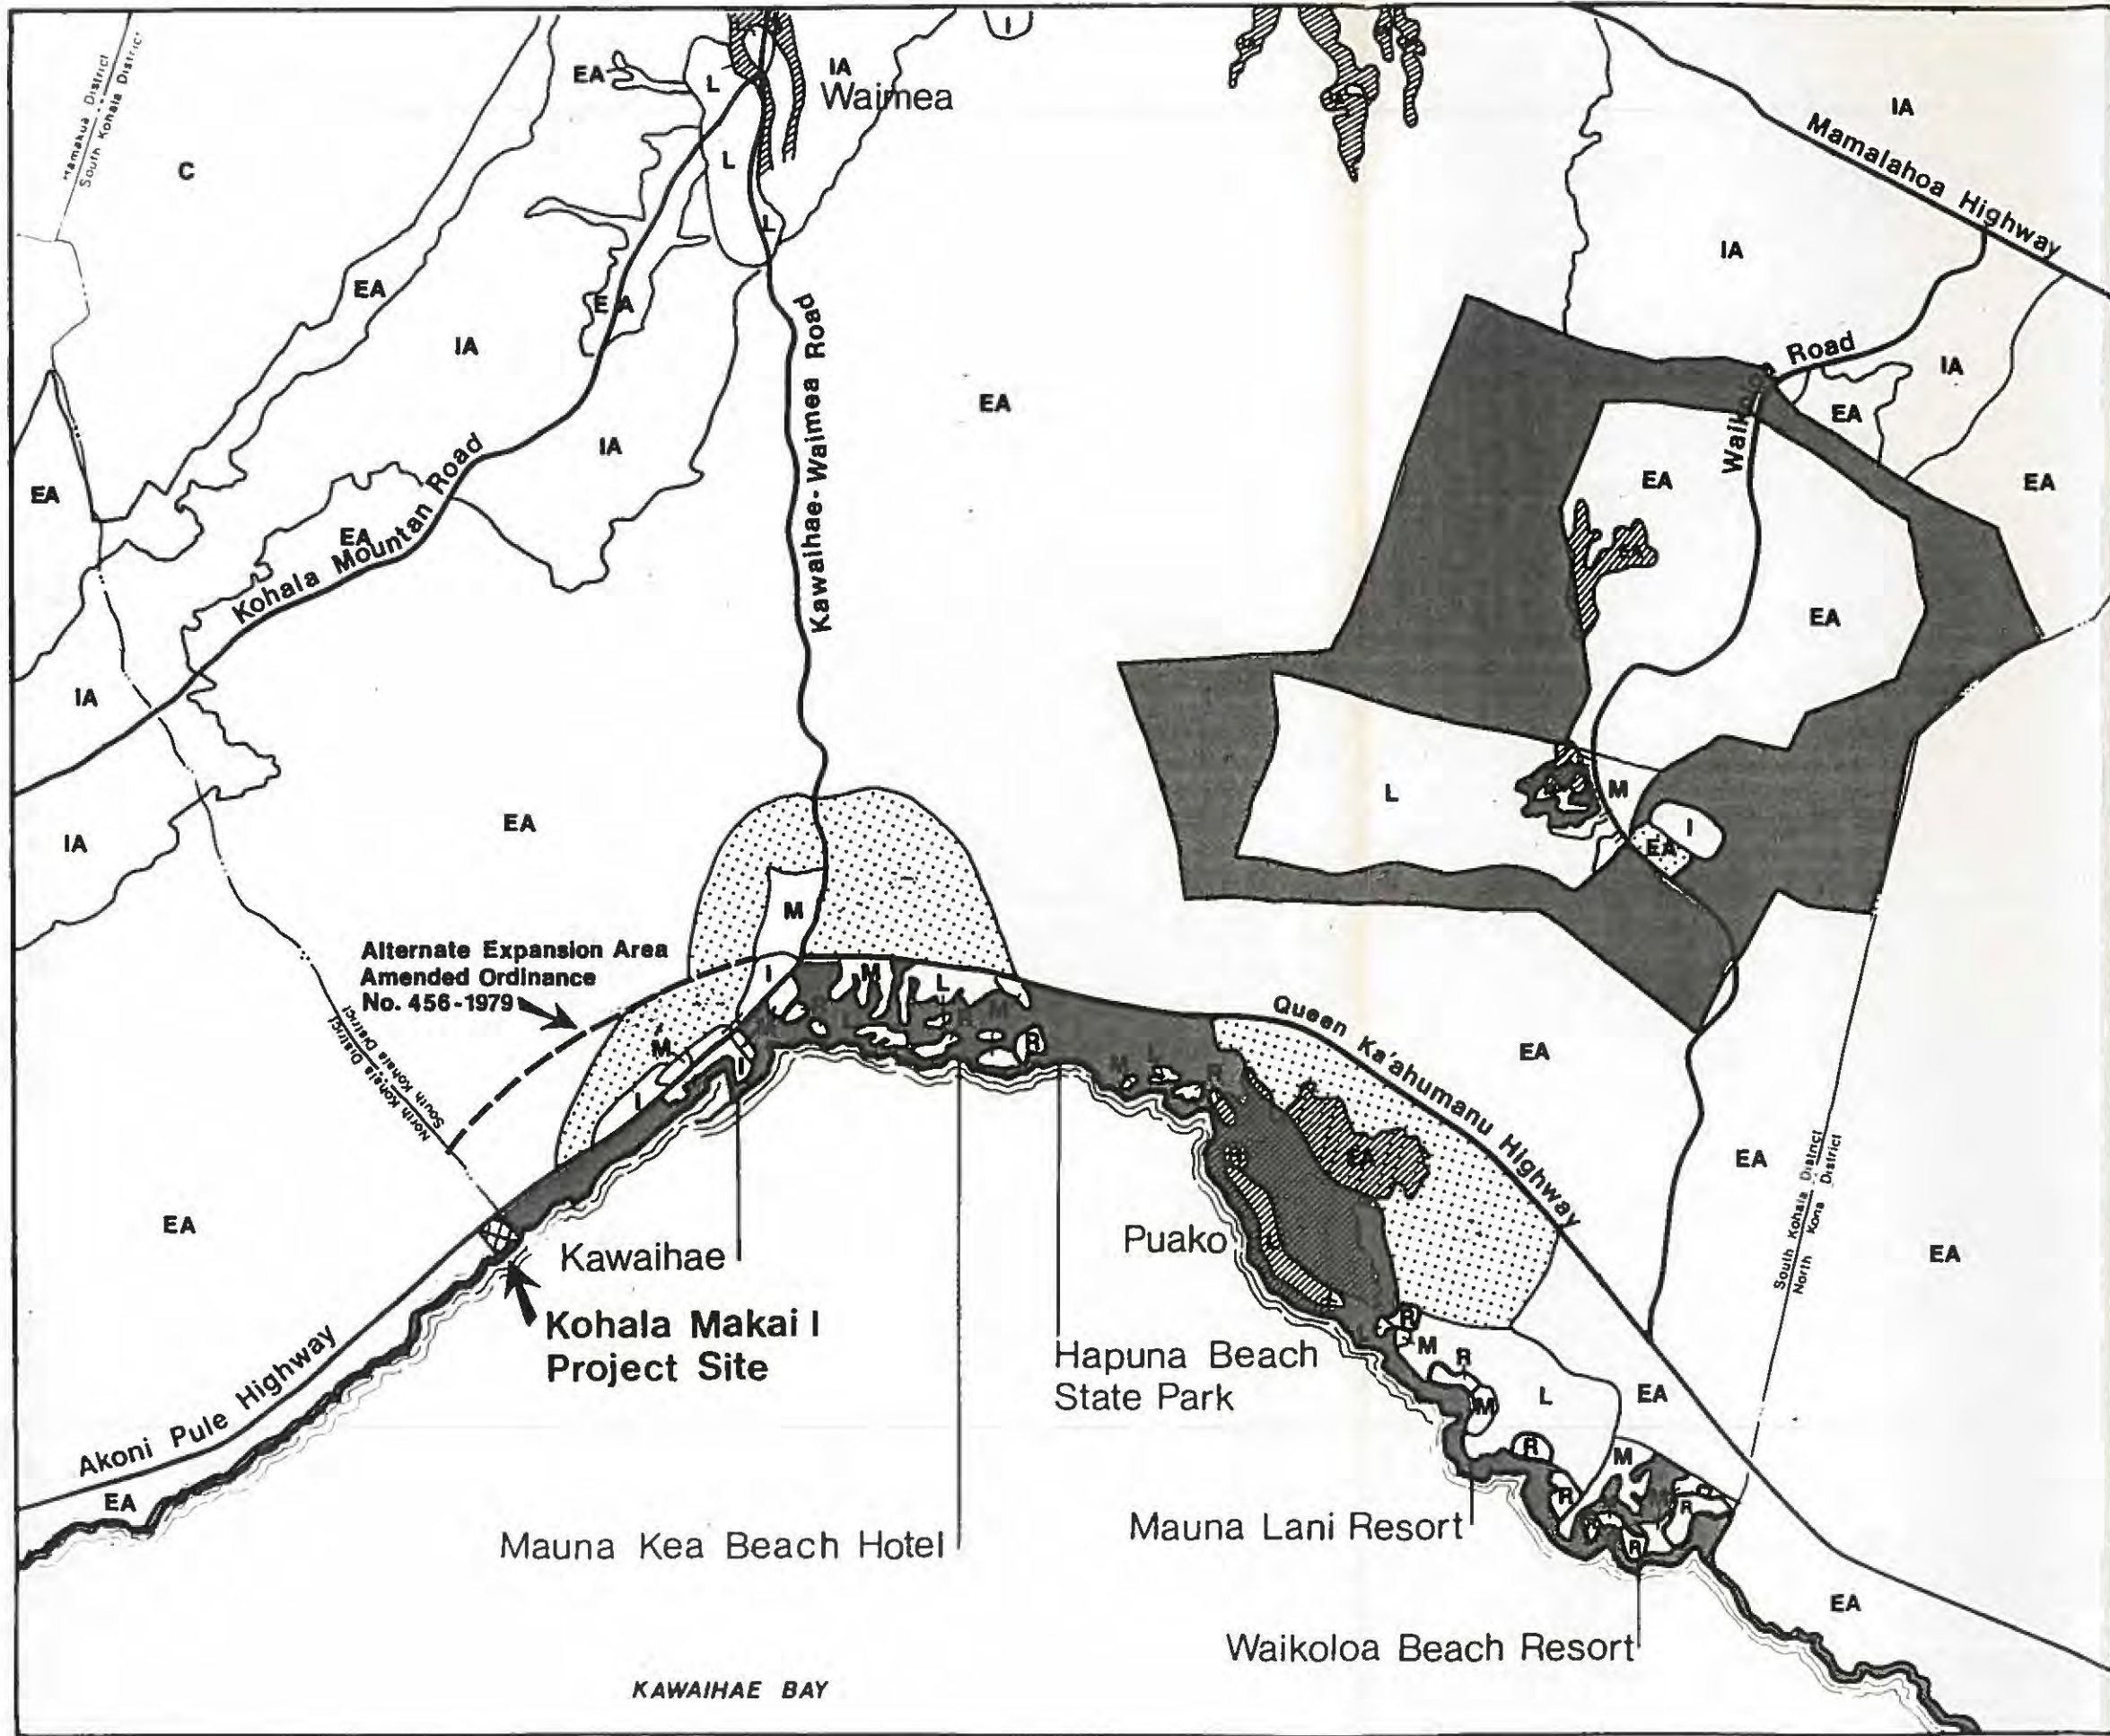 Hamakua District
South Kohala District
C
EA
L
IA
Waimea
I
L
L
IA
Mamalahoa Highway
IA
EA
EA
IA
Kawaihae-Waimea Road
EA
IA
Kohala Mountan Road
EA
EA
IA
IA
EA
Road
IA
EA
EA
EA
EA
L
M
I
EA
EA
M
Alternate Expansion Area
Amended Ordinance
No. 456-1979
North Kohala District
South Kohala District
I
M
L
M
I
I
M
R
L
R
M
R
M
L
R
Queen Ka'ahumanu Highway
EA
EA
EA
South Kohala District
North Kona District
EA
EA
Kawaihae
Kohala Makai I
Project Site
Puako
Hapuna Beach
State Park
Akoni Pule Highway
EA
Mauna Kea Beach Hotel
R
M
R
M
L
EA
R
R
M
M
R
R
Mauna Lani Resort
Waikoloa Beach Resort
EA
KAWAIHAE BAY